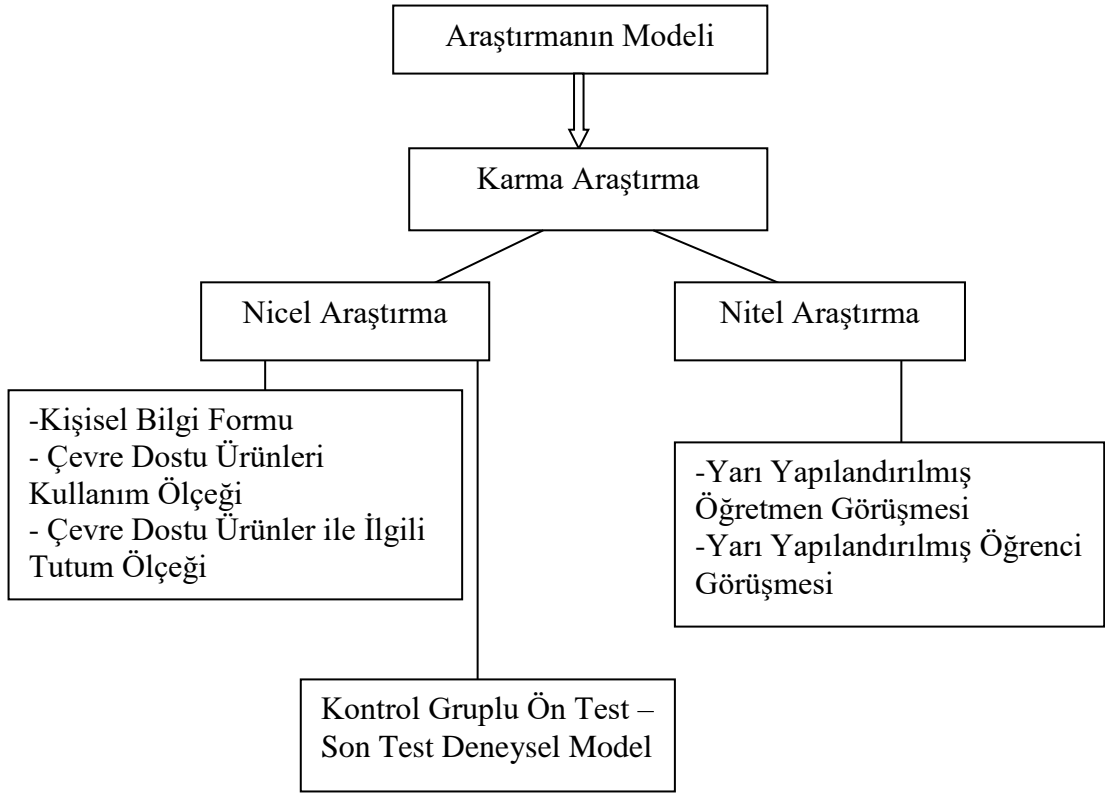 Araştırmanın Modeli
Karma Araştırma
Nicel Araştırma
Nitel Araştırma
-Kişisel Bilgi Formu
- Çevre Dostu Ürünleri
Kullanım Ölçeği
- Çevre Dostu Ürünler ile İlgili
Tutum Ölçeği
-Yarı Yapılandırılmış
Öğretmen Görüşmesi
-Yarı Yapılandırılmış Öğrenci
Görüşmesi
Kontrol Gruplu Ön Test –
Son Test Deneysel Model